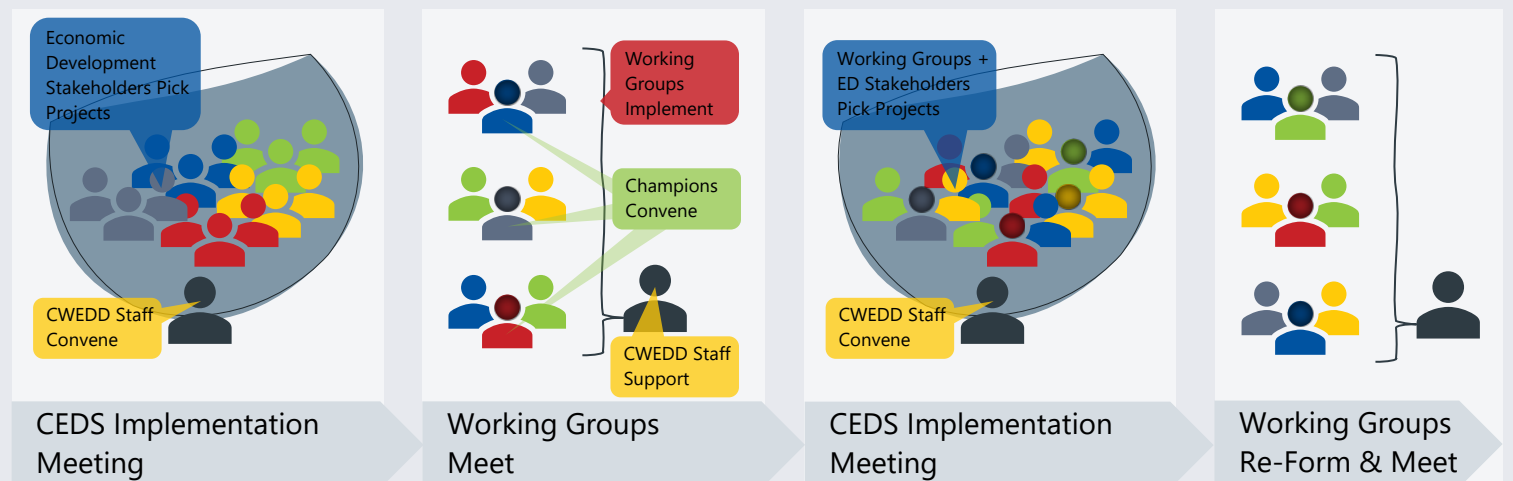 Economic
Development
Stakeholders Pick
Projects
CWEDD Staff
Convene
CEDS Implementation
Meeting
Working
Groups
Implement
Champions
Convene
CWEDD Staff
Support
Working Groups
Meet
Working Groups +
ED Stakeholders
Pick Projects
CWEDD Staff
Convene
CEDS Implementation
Meeting
Working Groups
Re-Form & Meet